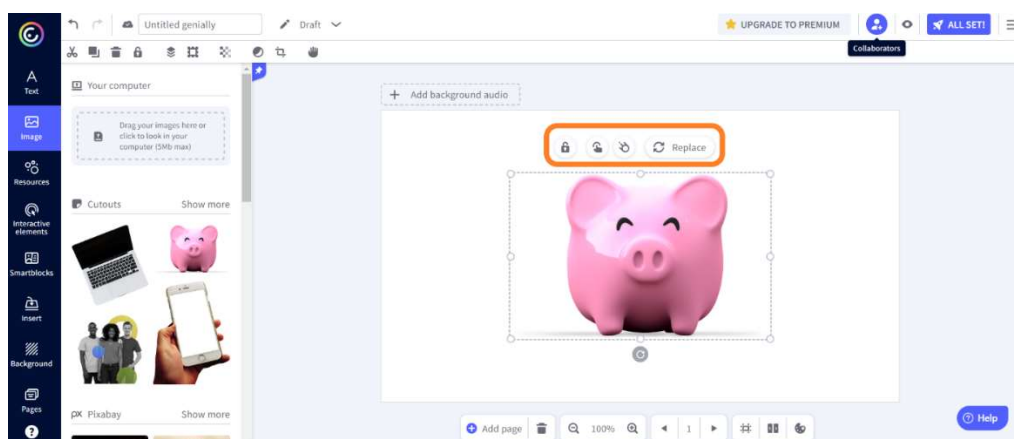 Untitled genially
Draft
UPGRADE TO PREMIUM
ALL SET!
Collaborators
Text
Image
Resources
Interactive
elements
Smartblocks
Insert
Background
Pages
Your computer
Drag your images here or
click to look in your
computer (5Mb max)
Cutouts
Show more
px Pixabay
Show more
+ Add background audio
Replace
Add page
100%
1
Help